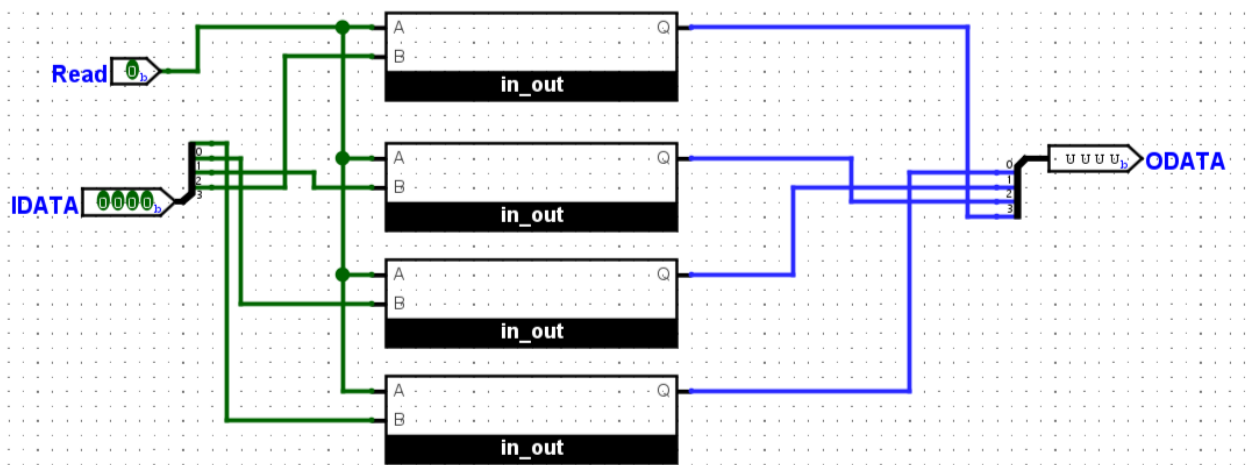 A Q
B
in_out
Read 0b
A Q
B
in_out
0
1
2
3
IDATA 0000b
0
1
2
3
UUUUb ODATA
A Q
B
in_out
A Q
B
in_out